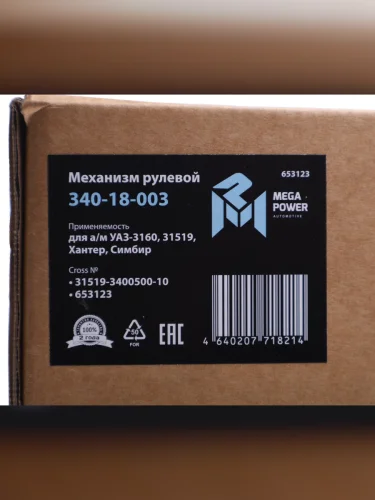 Механизм рулевой
340-18-003
653123
MEGA
POWER
AUTOMOTIVE
Применяемость
для а/м УАЗ-3160, 31519,
Хантер, Симбир
Cross №
• 31519-3400500-10
• 653123
100%
2 года
50
POR
EAC
4 640207 718214